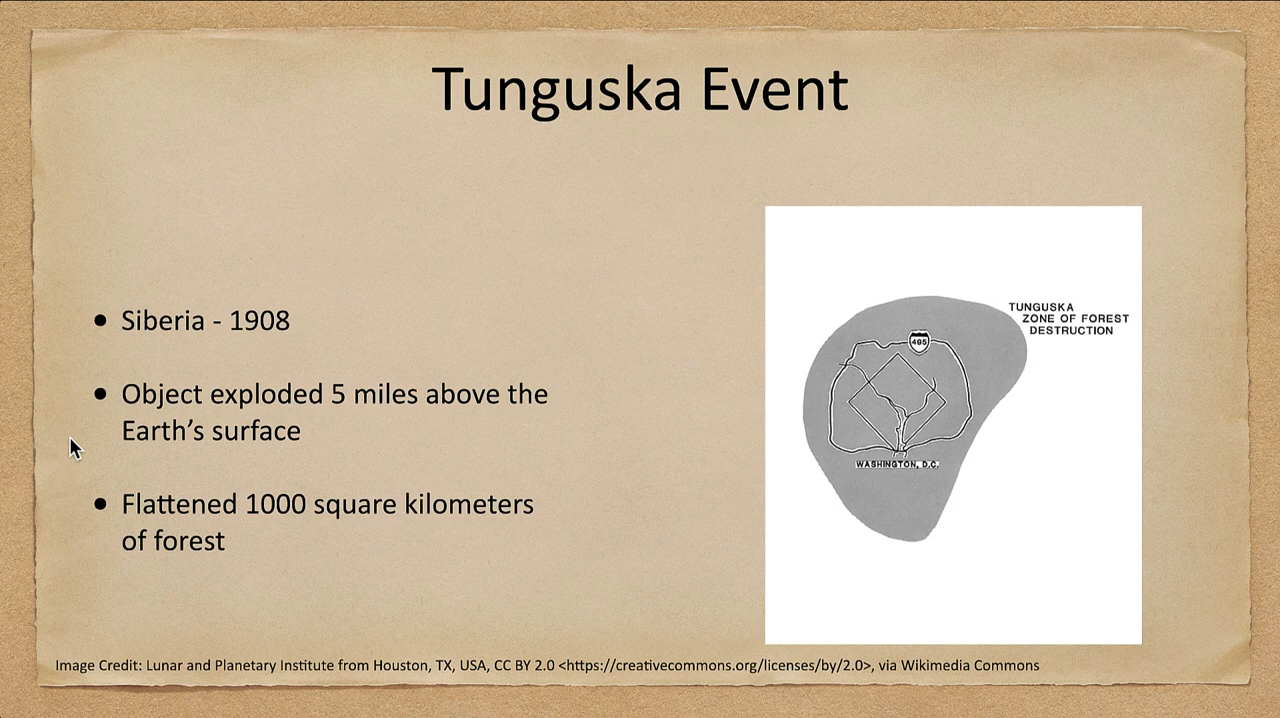 Tunguska Event
• Siberia - 1908
• Object exploded 5 miles above the
Earth’s surface
• Flattened 1000 square kilometers
of forest
TUNGUSKA
ZONE OF FOREST
DESTRUCTION
495
WASHINGTON, D.C.
Image Credit: Lunar and Planetary Institute from Houston, TX, USA, CC BY 2.0 <https://creativecommons.org/licenses/by/2.0>, via Wikimedia Commons